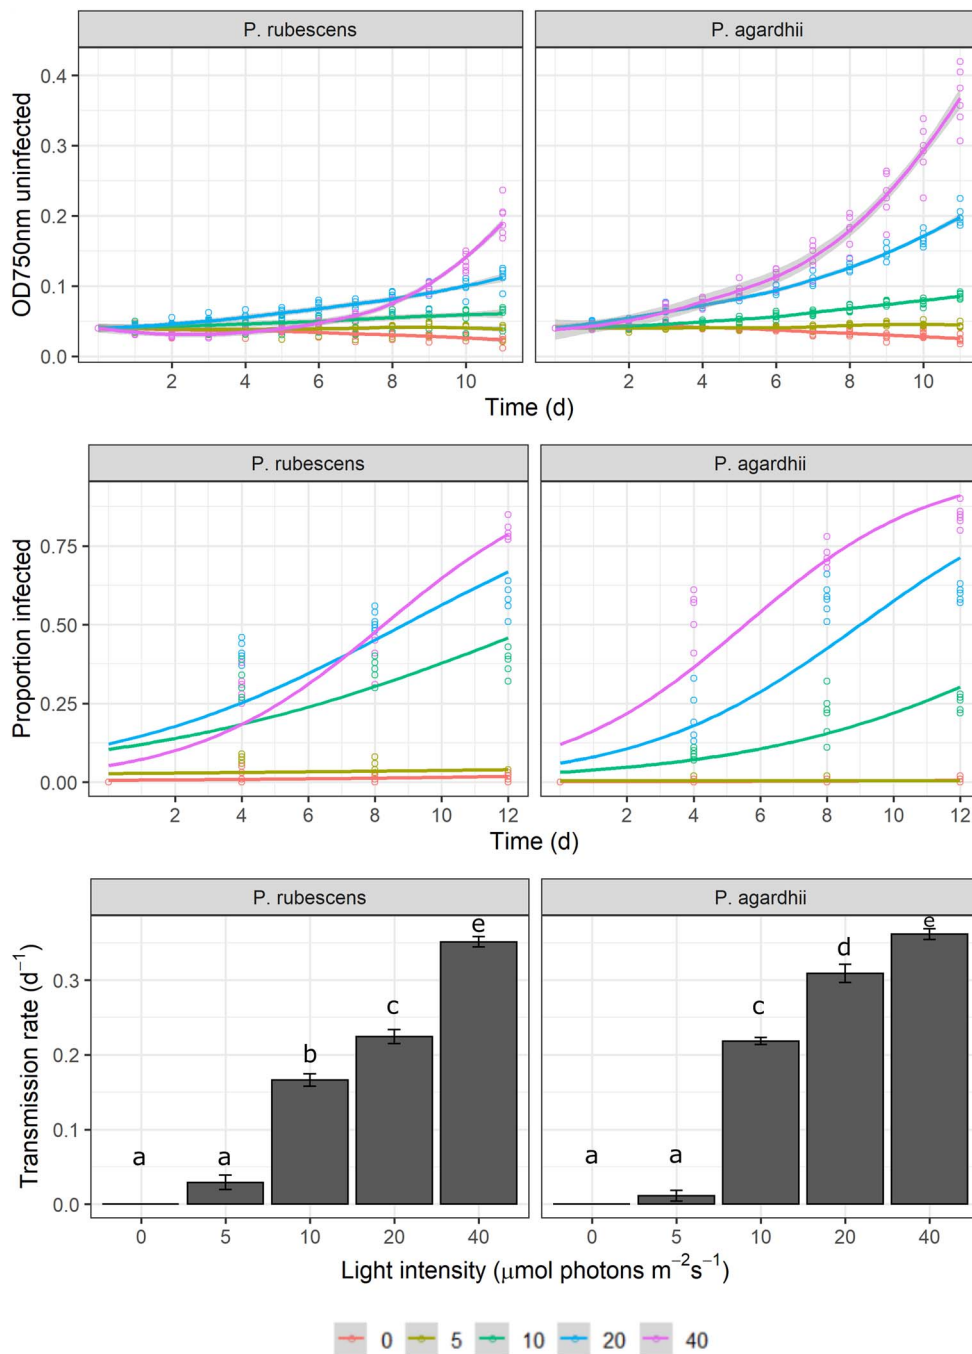 P. rubescens P. agardhii
OD750nm uninfected
0.4
0.3
0.2
0.1
0.0
2 4 6 8 10 2 4 6 8 10
Time (d)
P. rubescens P. agardhii
Proportion infected
0.75
0.50
0.25
0.00
2 4 6 8 10 12 2 4 6 8 10 12
Time (d)
P. rubescens P. agardhii
Transmission rate (d⁻¹)
0.3
0.2
0.1
0.0
a a b c e a a c d e
0 5 10 20 40 0 5 10 20 40
Light intensity (μmol photons m⁻²s⁻¹)
0 5 10 20 40